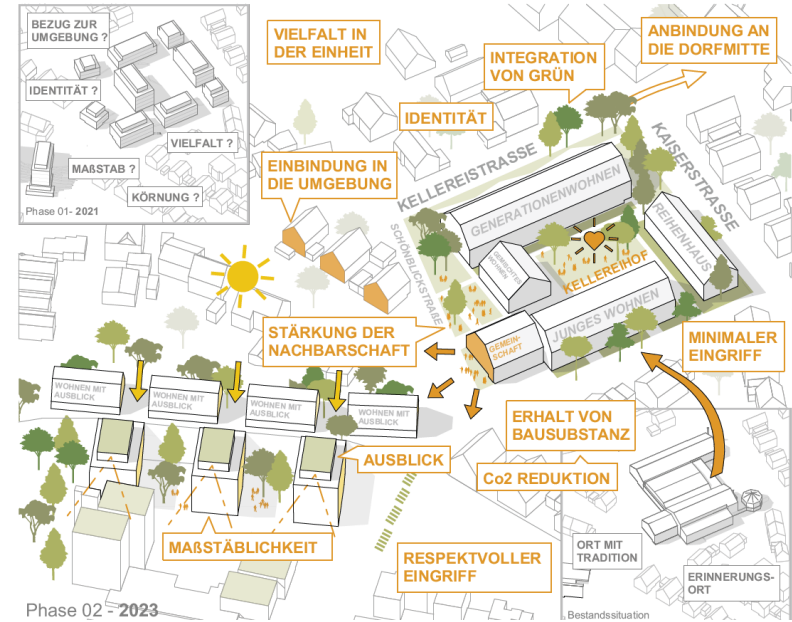 BEZUG ZUR
UMGEBUNG ?
IDENTITÄT ?
VIELFALT ?
MAßSTAB ?
KÖRNUNG ?
Phase 01- 2021
VIELFALT IN
DER EINHEIT
INTEGRATION
VON GRÜN
ANBINDUNG AN
DIE DORFMITTE
IDENTITÄT
EINBINDUNG IN
DIE UMGEBUNG
KELLEREISTRASSE
KAISERSTRASSE
SCHÖNBLICKSTRAßE
GENERATIONENWOHNEN
REIHENHAUS
GEMISCHTES
WOHNEN
KELLEREIHOF
JUNGES WOHNEN
GEMEIN-
SCHAFT
STÄRKUNG DER
NACHBARSCHAFT
MINIMALER
EINGRIFF
WOHNEN MIT
AUSBLICK
WOHNEN MIT
AUSBLICK
WOHNEN MIT
AUSBLICK
WOHNEN MIT
AUSBLICK
ERHALT VON
BAUSUBSTANZ
AUSBLICK
Co2 REDUKTION
MAßSTÄBLICHKEIT
RESPEKTVOLLER
EINGRIFF
ORT MIT
TRADITION
ERINNERUNGS-
ORT
Phase 02 - 2023
Bestandssituation